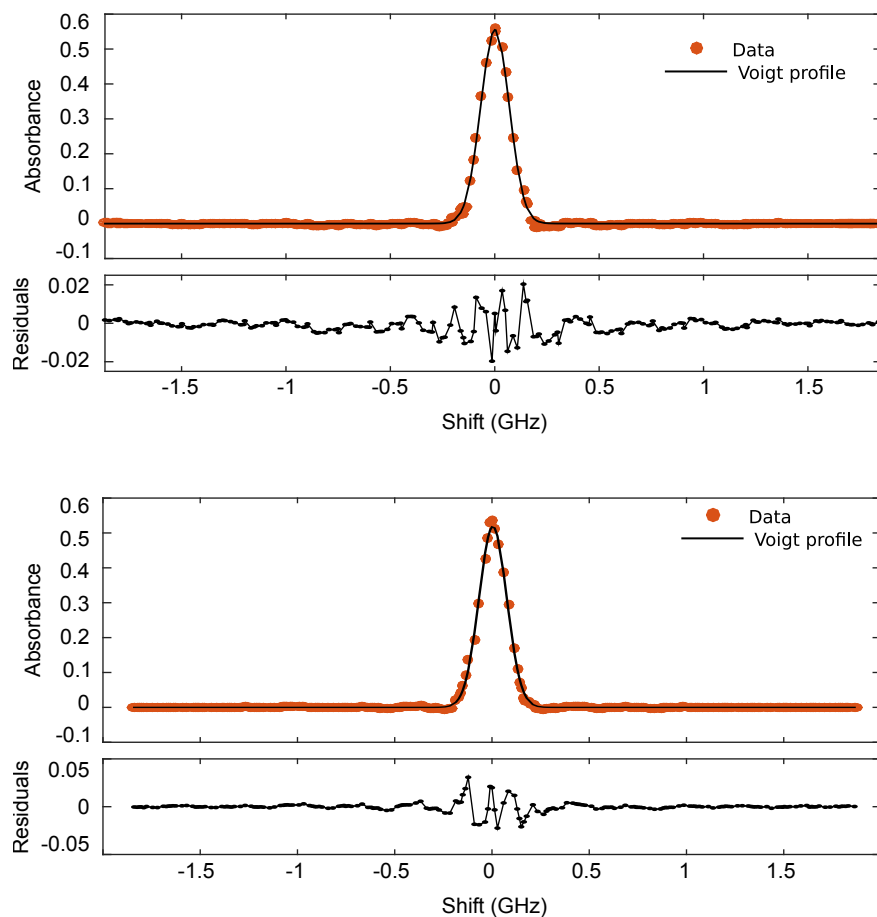 0.6
0.5
0.4
0.3
0.2
0.1
0
-0.1
Absorbance
Data
Voigt profile
0.02
0
-0.02
Residuals
-1.5 -1 -0.5 0 0.5 1 1.5
Shift (GHz)
0.6
0.5
0.4
0.3
0.2
0.1
0
-0.1
Absorbance
Data
Voigt profile
0.05
0
-0.05
Residuals
-1.5 -1 -0.5 0 0.5 1 1.5
Shift (GHz)